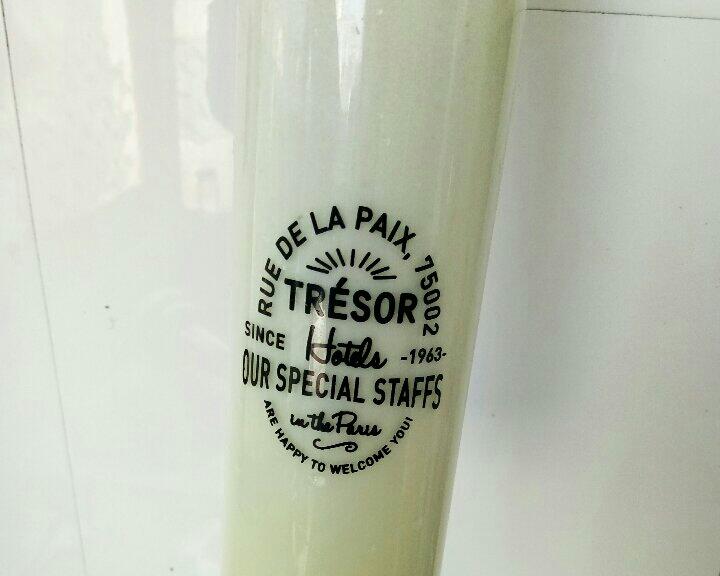 RUE DE LA PAIX, 75002
TRÉSOR
SINCE Hotels -1963-
OUR SPECIAL STAFFS
in the Paris
ARE HAPPY TO WELCOME YOU!